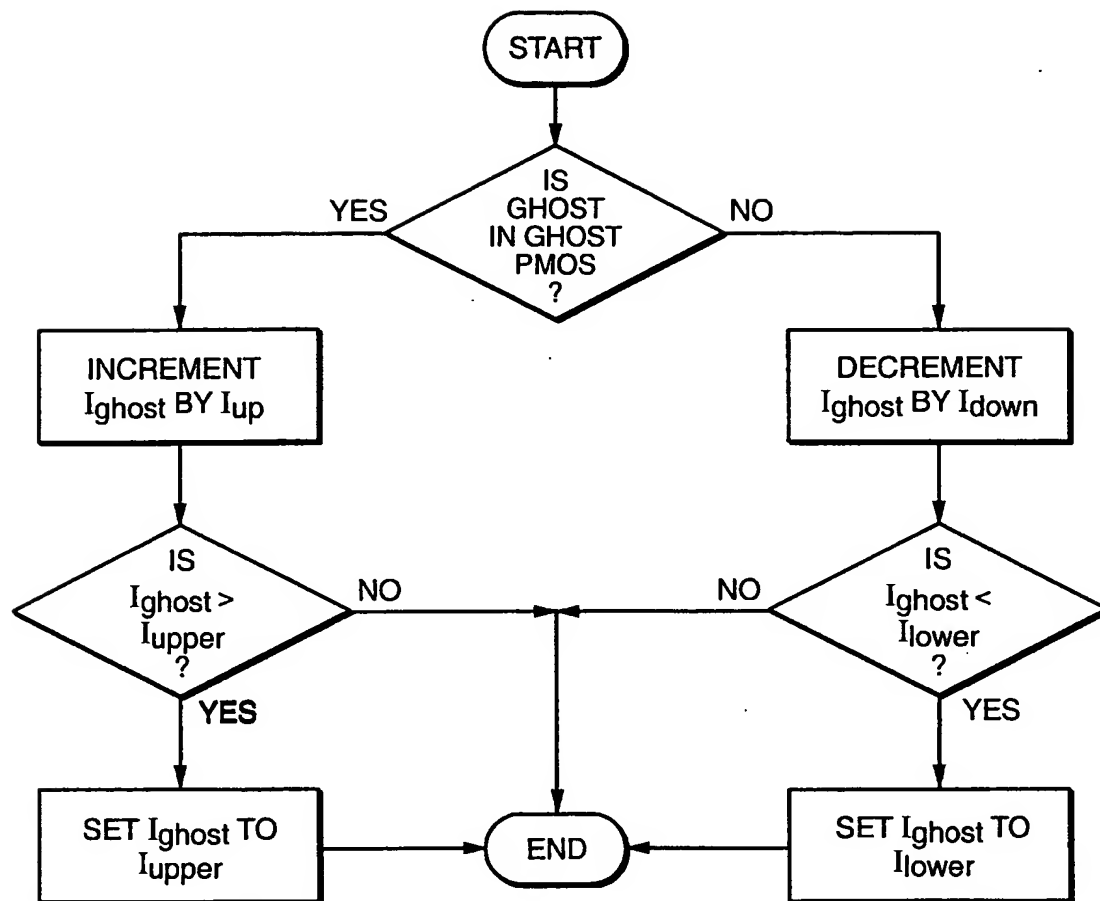 START
IS
GHOST
IN GHOST
PMOS
?
YES
NO
INCREMENT
Ighost BY Iup
DECREMENT
Ighost BY Idown
IS
Ighost >
Iupper
?
NO
YES
IS
Ighost <
Ilower
?
NO
YES
SET Ighost TO
Iupper
END
SET Ighost TO
Ilower